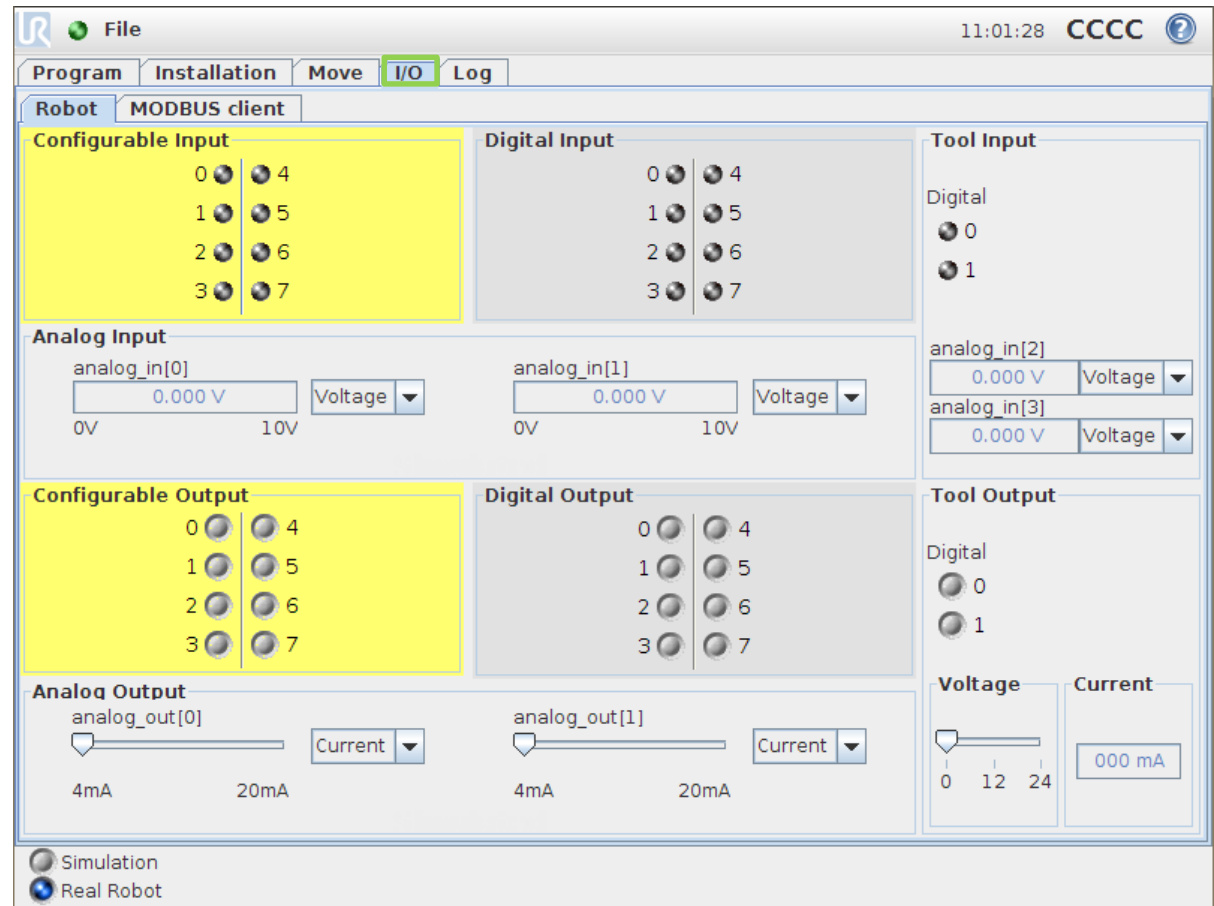 UR File 11:01:28 CCCC ?
Program Installation Move I/O Log
Robot MODBUS client
Configurable Input
0 4
1 5
2 6
3 7
Digital Input
0 4
1 5
2 6
3 7
Tool Input
Digital
0
1
analog_in[2]
0.000 V Voltage
analog_in[3]
0.000 V Voltage
Analog Input
analog_in[0]
0.000 V Voltage
0V 10V
analog_in[1]
0.000 V Voltage
0V 10V
Configurable Output
0 4
1 5
2 6
3 7
Digital Output
0 4
1 5
2 6
3 7
Tool Output
Digital
0
1
Voltage
0 12 24
Current
000 mA
Analog Output
analog_out[0]
Current
4mA 20mA
analog_out[1]
Current
4mA 20mA
Simulation
Real Robot